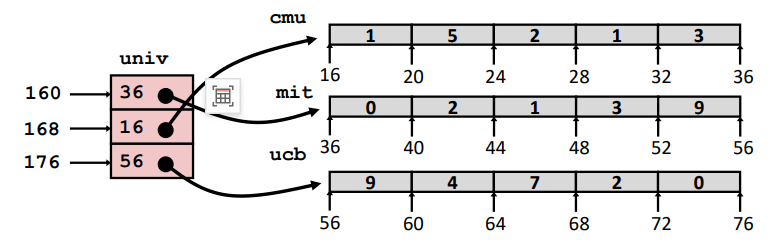 cmu
1 5 2 1 3
16 20 24 28 32 36
univ
160 36
168 16
176 56
mit
0 2 1 3 9
36 40 44 48 52 56
ucb
9 4 7 2 0
56 60 64 68 72 76